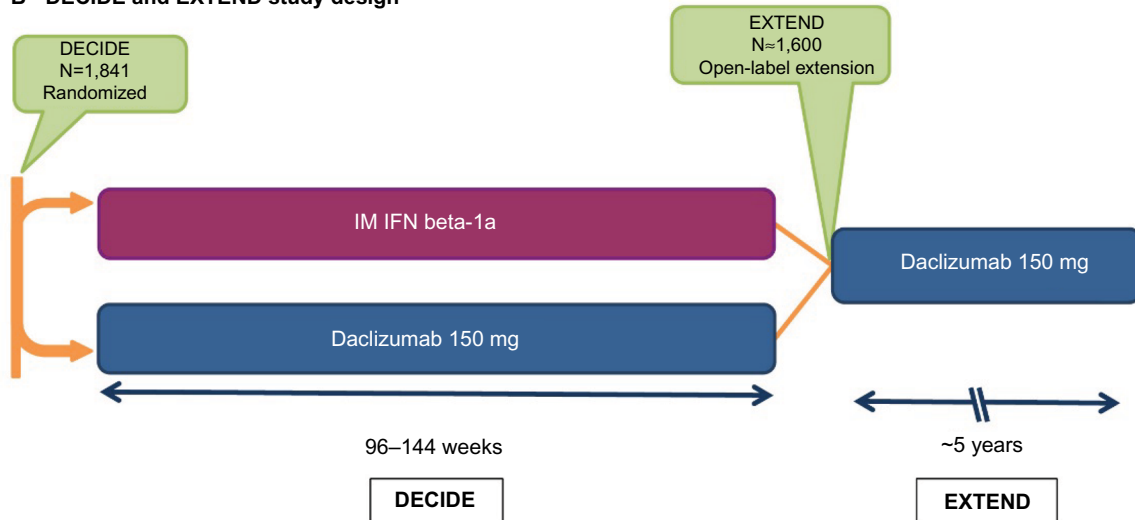 B DECIDE and EXTEND study design
DECIDE
N=1,841
Randomized
EXTEND
N≈1,600
Open-label extension
IM IFN beta-1a
Daclizumab 150 mg
Daclizumab 150 mg
96–144 weeks
~5 years
DECIDE
EXTEND